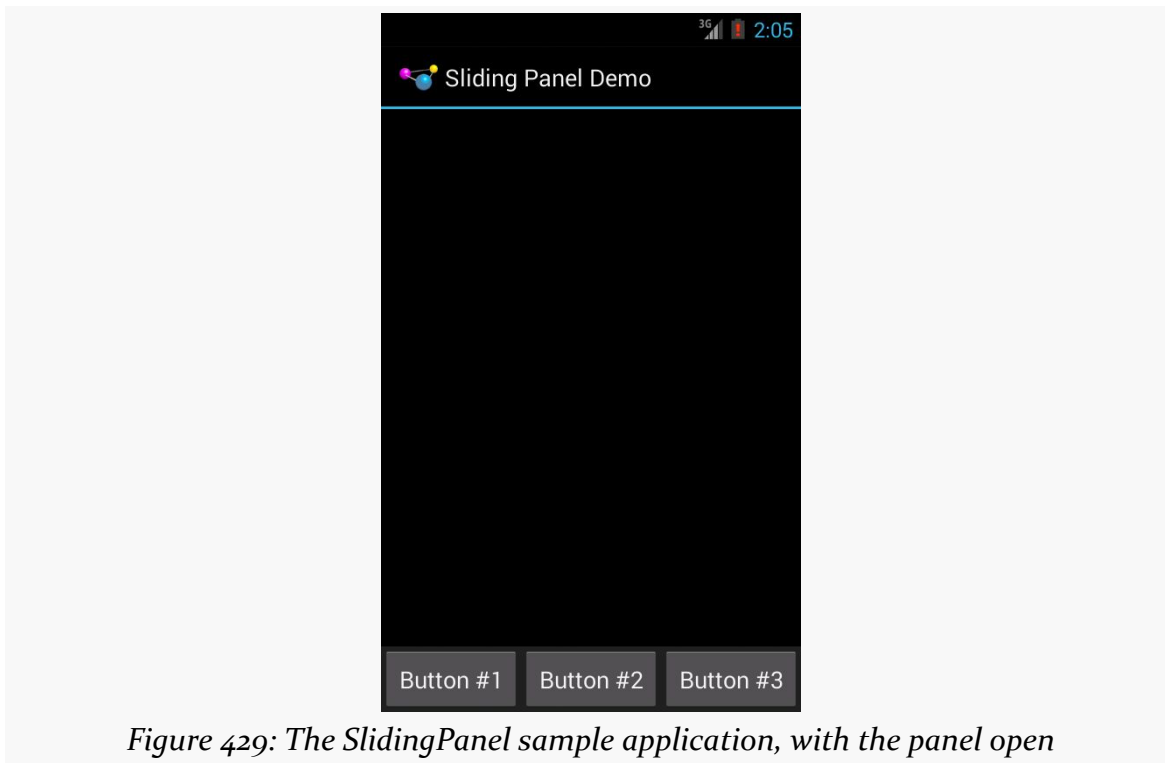 3G 2:05
Sliding Panel Demo
Button #1 Button #2 Button #3
Figure 429: The SlidingPanel sample application, with the panel open